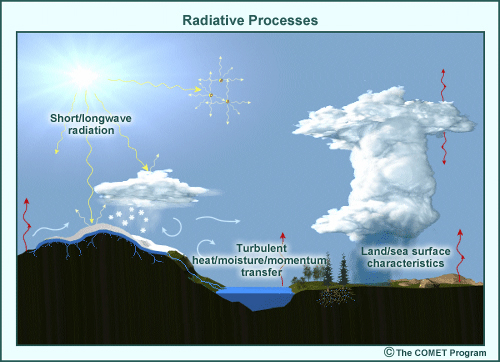 Radiative Processes
Short/longwave
radiation
Turbulent
heat/moisture/momentum
transfer
Land/sea surface
characteristics
© The COMET Program